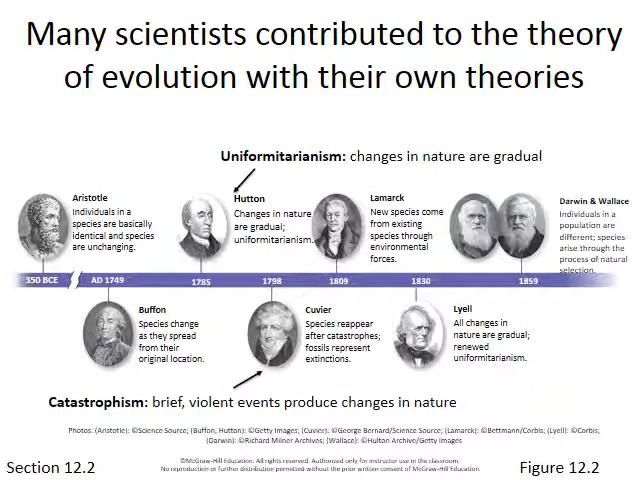 Many scientists contributed to the theory
of evolution with their own theories
Uniformitarianism: changes in nature are gradual
Aristotle
Individuals in a
species are basically
identical and species
are unchanging.
Hutton
Changes in nature
are gradual;
uniformitarianism.
Lamarck
New species come
from existing
species through
environmental
forces.
Darwin & Wallace
Individuals in a
population are
different; species
arise through the
process of natural
selection.
350 BCE
AD 1749
1785
1798
1809
1830
1859
Buffon
Species change
as they spread
from their
original location.
Cuvier
Species reappear
after catastrophes;
fossils represent
extinctions.
Lyell
All changes in
nature are gradual;
renewed
uniformitarianism.
Catastrophism: brief, violent events produce changes in nature
Photos: (Aristotle): ©Science Source; (Buffon, Hutton): ©Getty Images; (Cuvier): ©George Bernard/Science Source; (Lamarck): ©Bettmann/Corbis; (Lyell): ©Corbis,
(Darwin): ©Richard Milner Archives; (Wallace): ©Hulton Archive/Getty Images
Section 12.2
©McGraw-Hill Education. All rights reserved. Authorized only for instructor use in the classroom.
No reproduction or further distribution permitted without the prior written consent of McGraw-Hill Education.
Figure 12.2